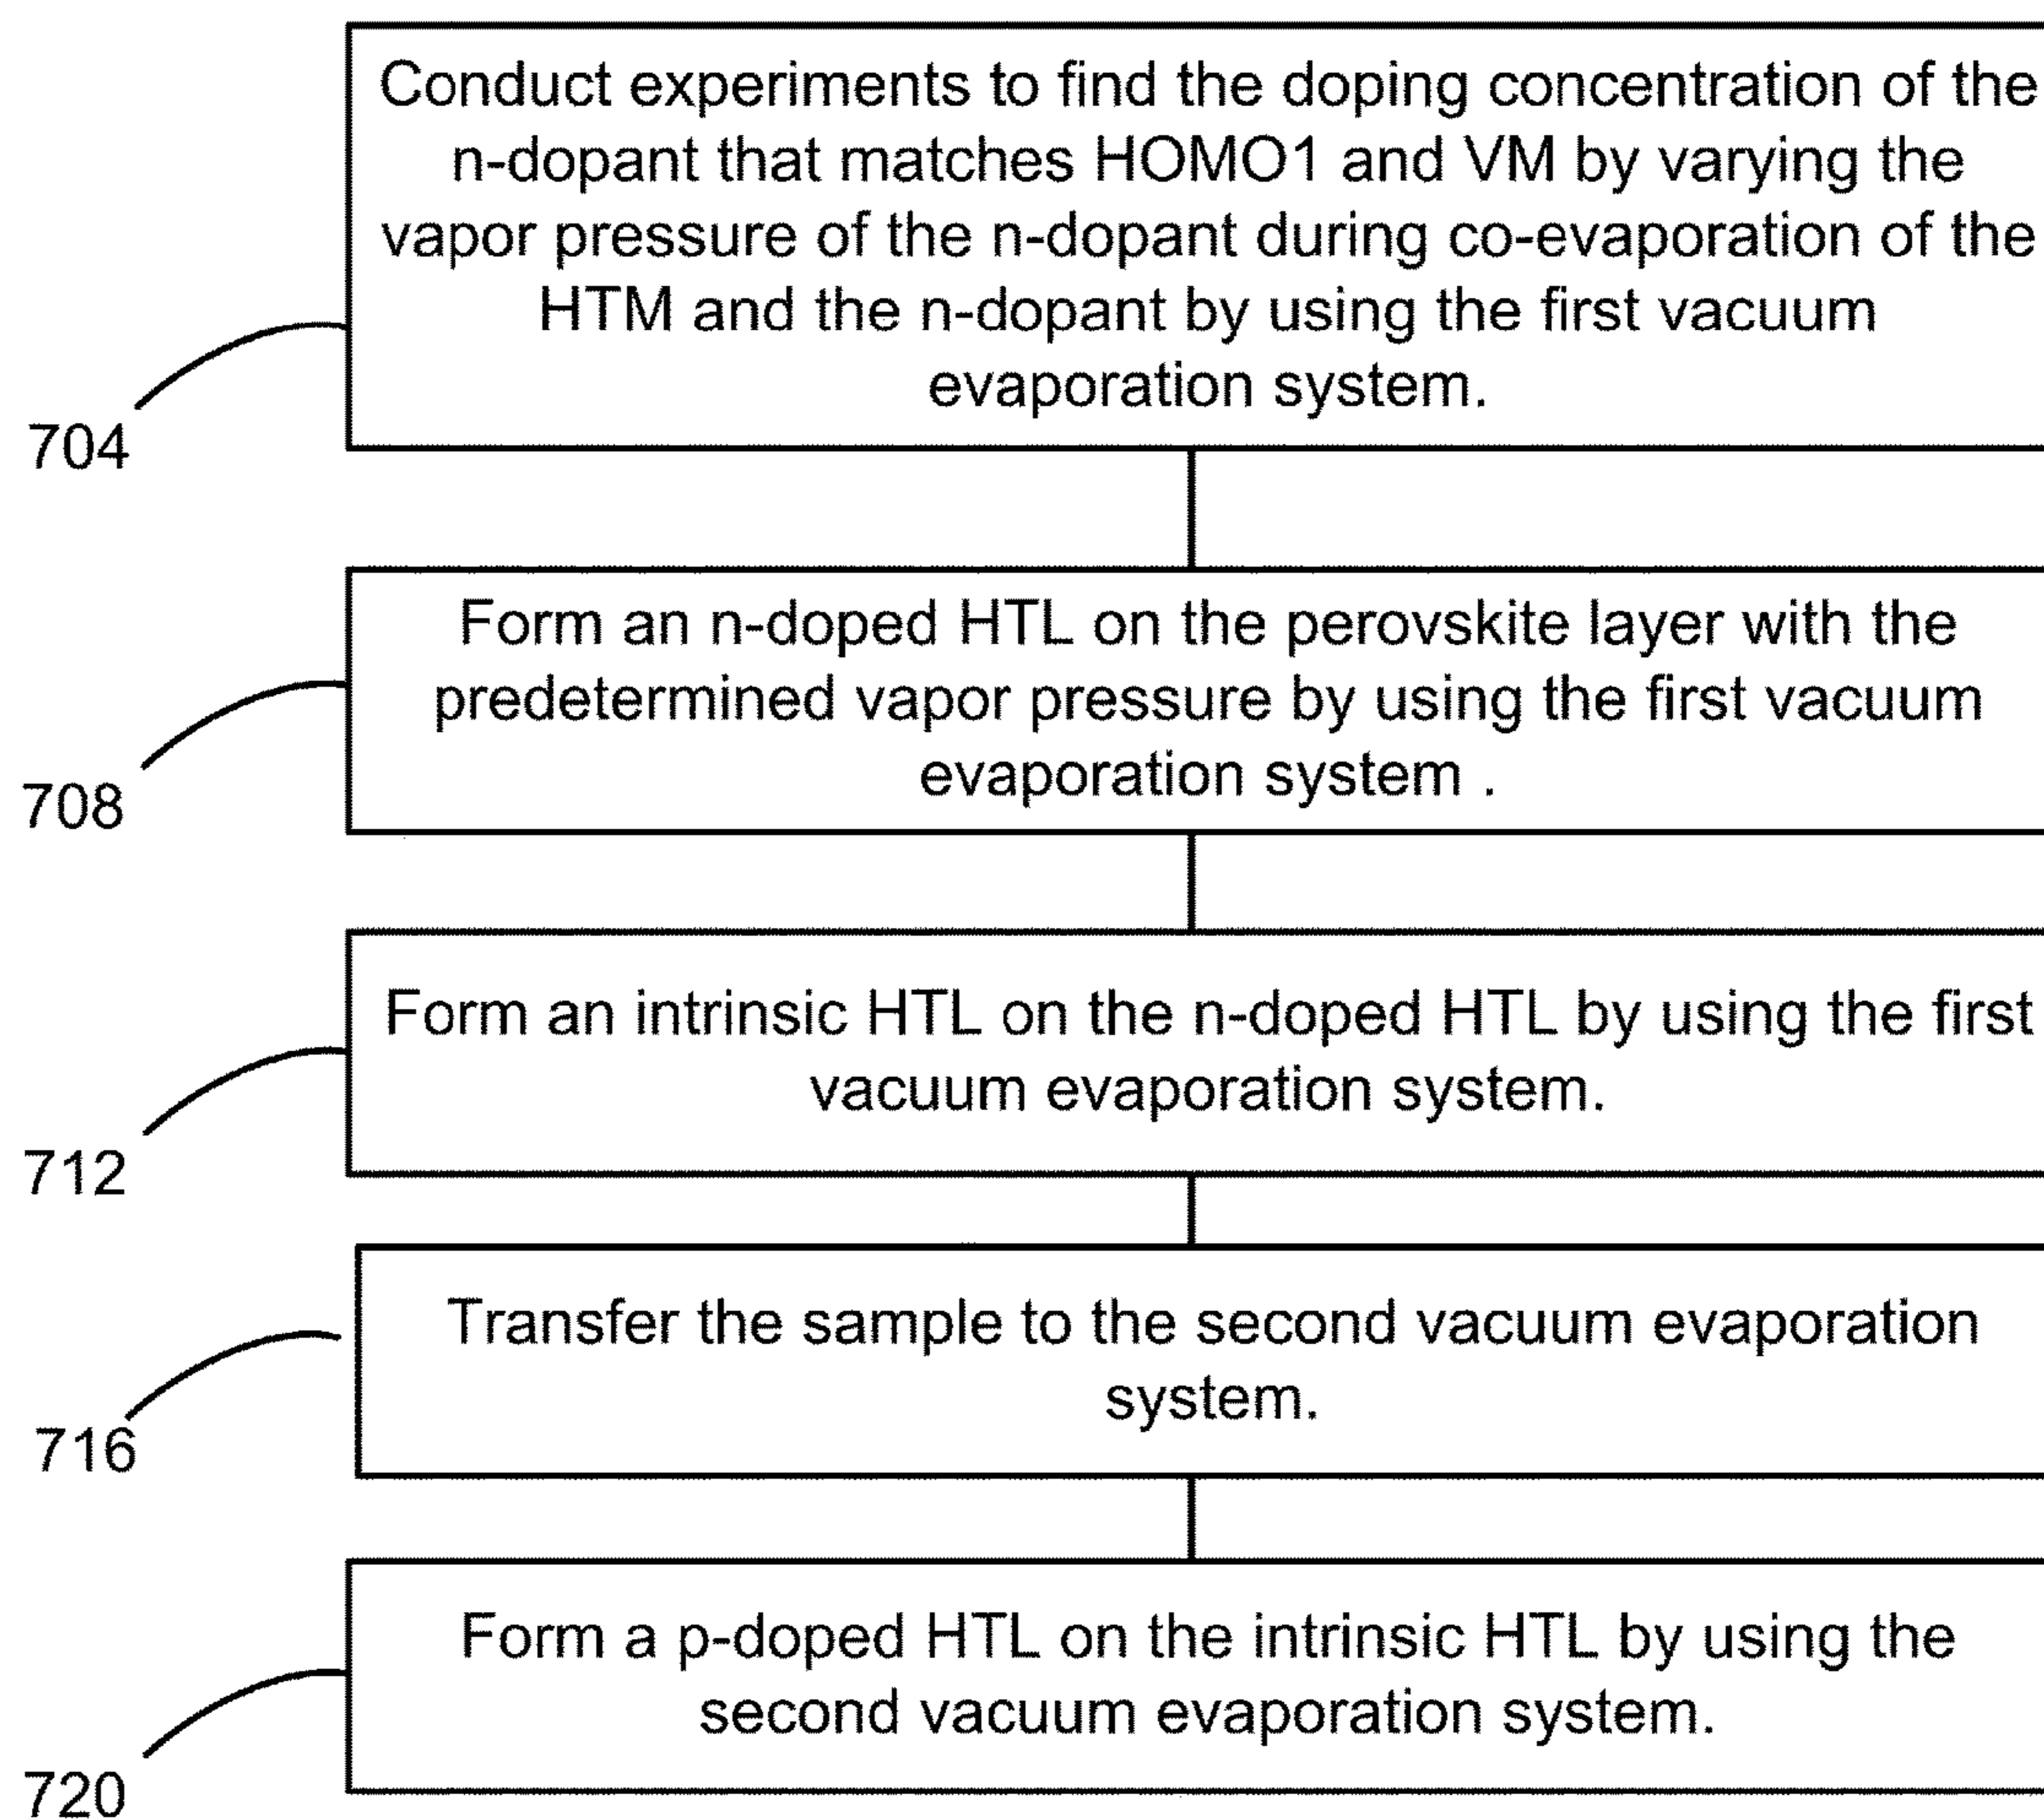 Conduct experiments to find the doping concentration of the
n-dopant that matches HOMO1 and VM by varying the
vapor pressure of the n-dopant during co-evaporation of the
HTM and the n-dopant by using the first vacuum
evaporation system.
704
Form an n-doped HTL on the perovskite layer with the
predetermined vapor pressure by using the first vacuum
evaporation system .
708
Form an intrinsic HTL on the n-doped HTL by using the first
vacuum evaporation system.
712
Transfer the sample to the second vacuum evaporation
system.
716
Form a p-doped HTL on the intrinsic HTL by using the
second vacuum evaporation system.
720